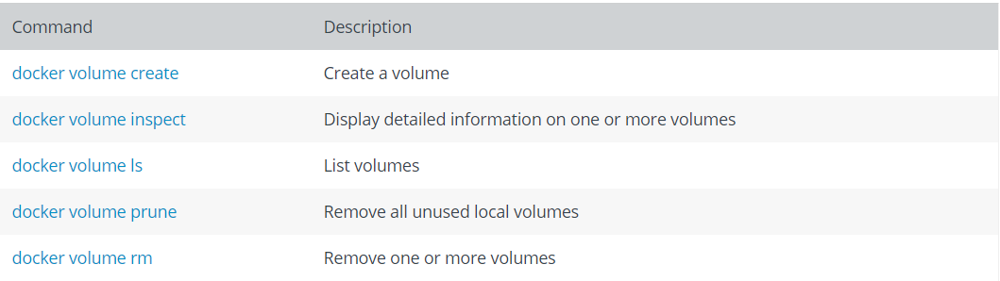 Command Description
docker volume create Create a volume
docker volume inspect Display detailed information on one or more volumes
docker volume ls List volumes
docker volume prune Remove all unused local volumes
docker volume rm Remove one or more volumes